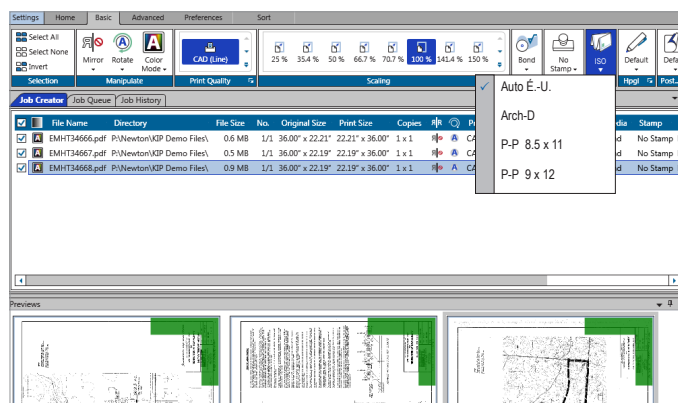 Settings Home Basic Advanced Preferences Sort
Select All
Select None
Invert
Mirror Rotate Color Mode
CAD (Line)
25 % 35.4 % 50 % 66.7 % 70.7 % 100 % 141.4 % 150 %
Bond No Stamp ISO Default Defa
Selection Manipulate Print Quality Scaling Hpgl Post...
Auto É.-U.
Arch-D
P-P 8.5 x 11
P-P 9 x 12
Job Creator Job Queue Job History
File Name Directory File Size No. Original Size Print Size Copies dia Stamp
EMHT34666.pdf P:\Newton\KIP Demo Files\ 0.6 MB 1/1 36.00" x 22.21" 22.21" x 36.00" 1 x 1 CA d No Stamp
EMHT34667.pdf P:\Newton\KIP Demo Files\ 0.5 MB 1/1 36.00" x 22.19" 22.19" x 36.00" 1 x 1 CA d No Stamp
EMHT34668.pdf P:\Newton\KIP Demo Files\ 0.9 MB 1/1 36.00" x 22.19" 22.19" x 36.00" 1 x 1 CA d No Stamp
Previews